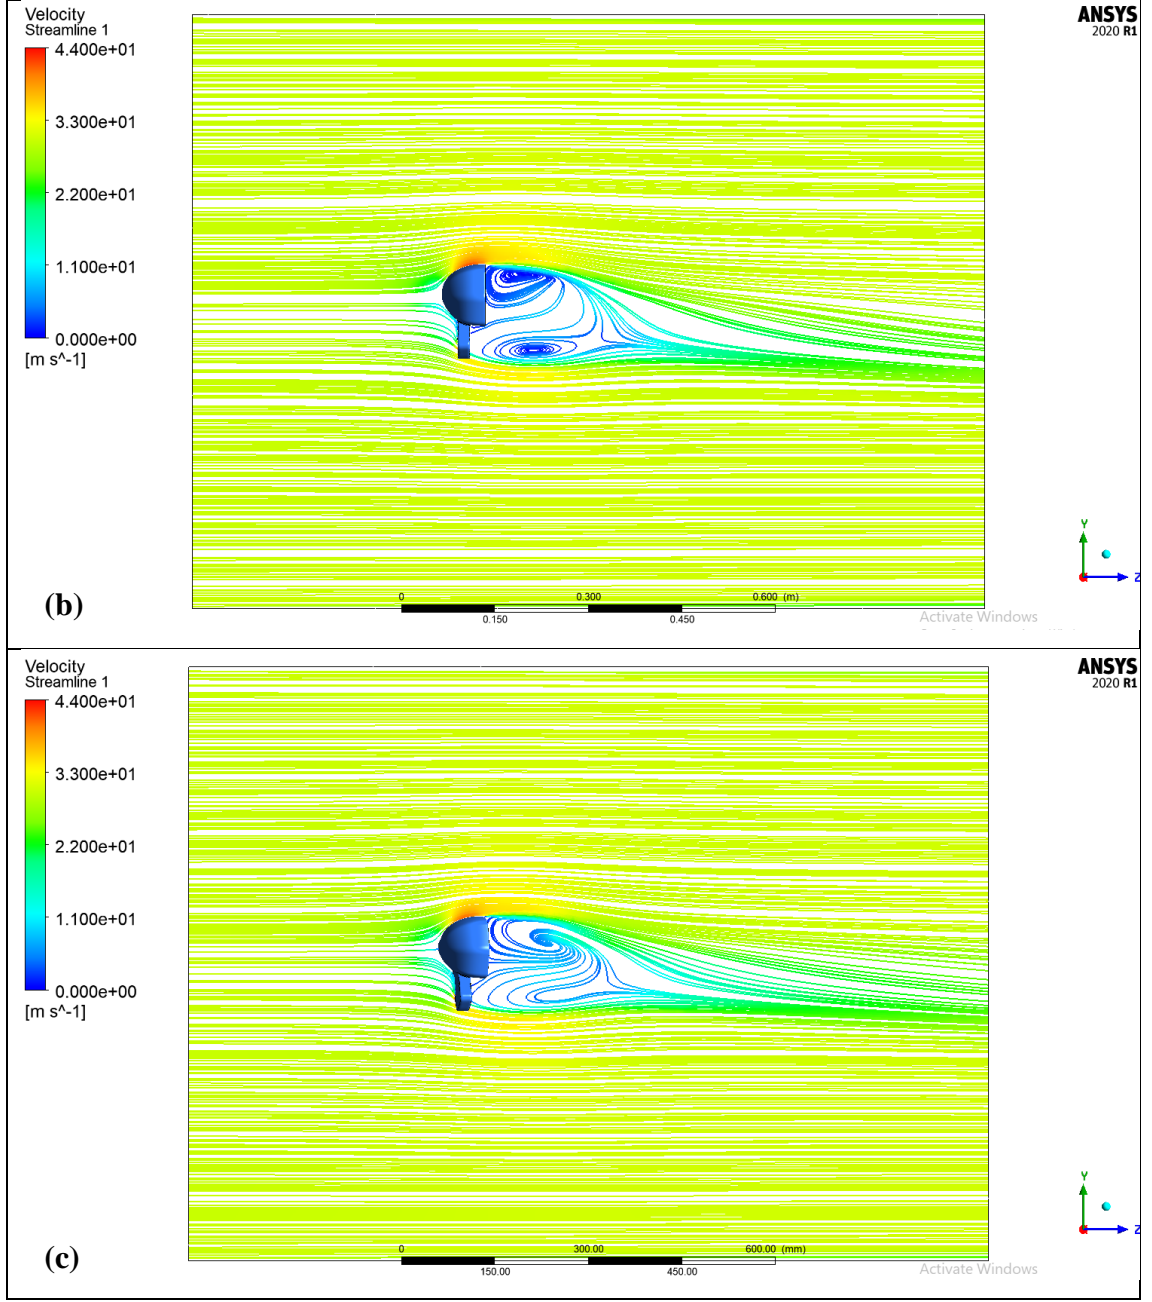 Velocity
Streamline 1
4.400e+01
3.300e+01
2.200e+01
1.100e+01
0.000e+00
[m s^-1]
ANSYS
2020 R1
Y
Z
0 0.300 0.600 (m)
0.150 0.450
Activate Windows
(b)
Velocity
Streamline 1
4.400e+01
3.300e+01
2.200e+01
1.100e+01
0.000e+00
[m s^-1]
ANSYS
2020 R1
Y
Z
0 300.00 600.00 (mm)
150.00 450.00
Activate Windows
(c)